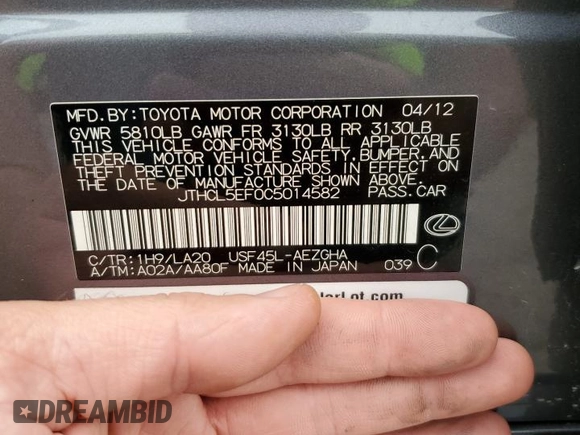 MFD. BY: TOYOTA MOTOR CORPORATION 04/12
GVWR 5810LB GAWR FR 3130LB RR 3130LB
THIS VEHICLE CONFORMS TO ALL APPLICABLE
FEDERAL MOTOR VEHICLE SAFETY, BUMPER, AND
THEFT PREVENTION STANDARDS IN EFFECT ON
THE DATE OF MANUFACTURE SHOWN ABOVE.
JTHCL5EF0C5014582 PASS. CAR
C/TR: 1H9/LA20 USF45L-AEZGHA
A/TM: A02A/AA80F MADE IN JAPAN 039 C
DREAMBID